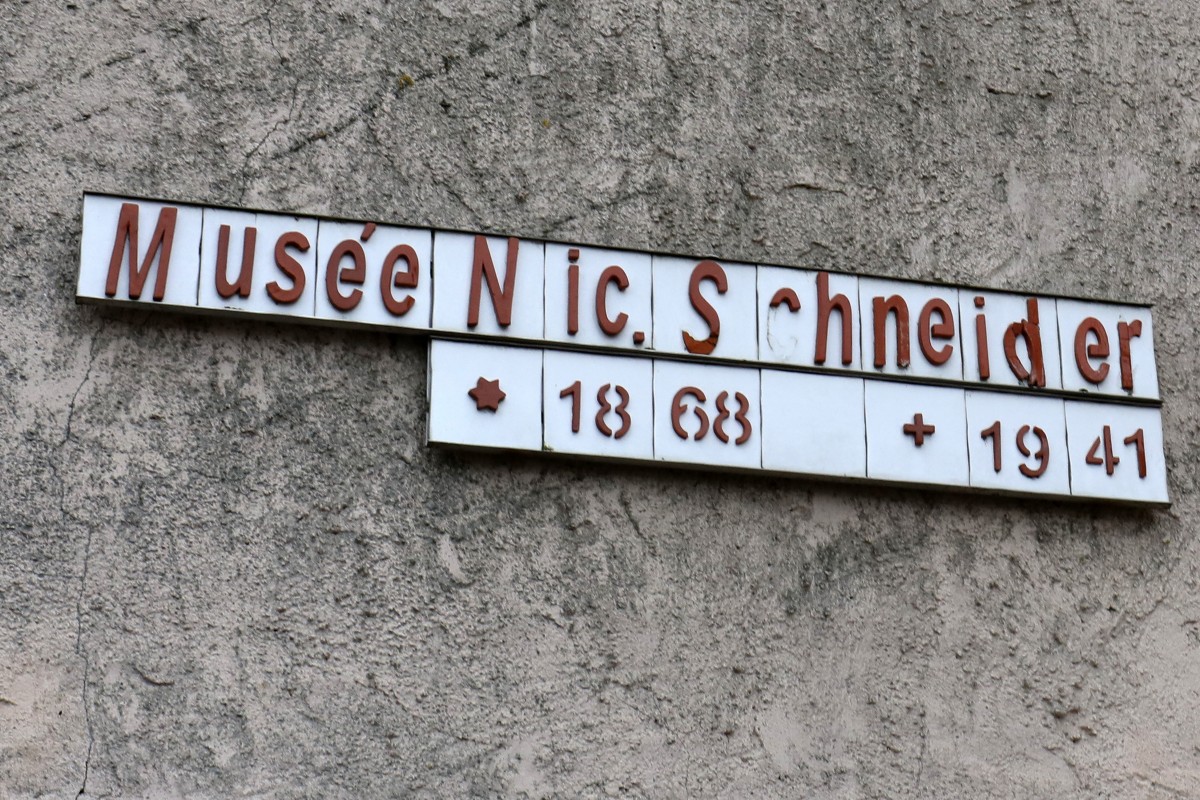 Musée Nic. Schneider
* 1868 + 1941